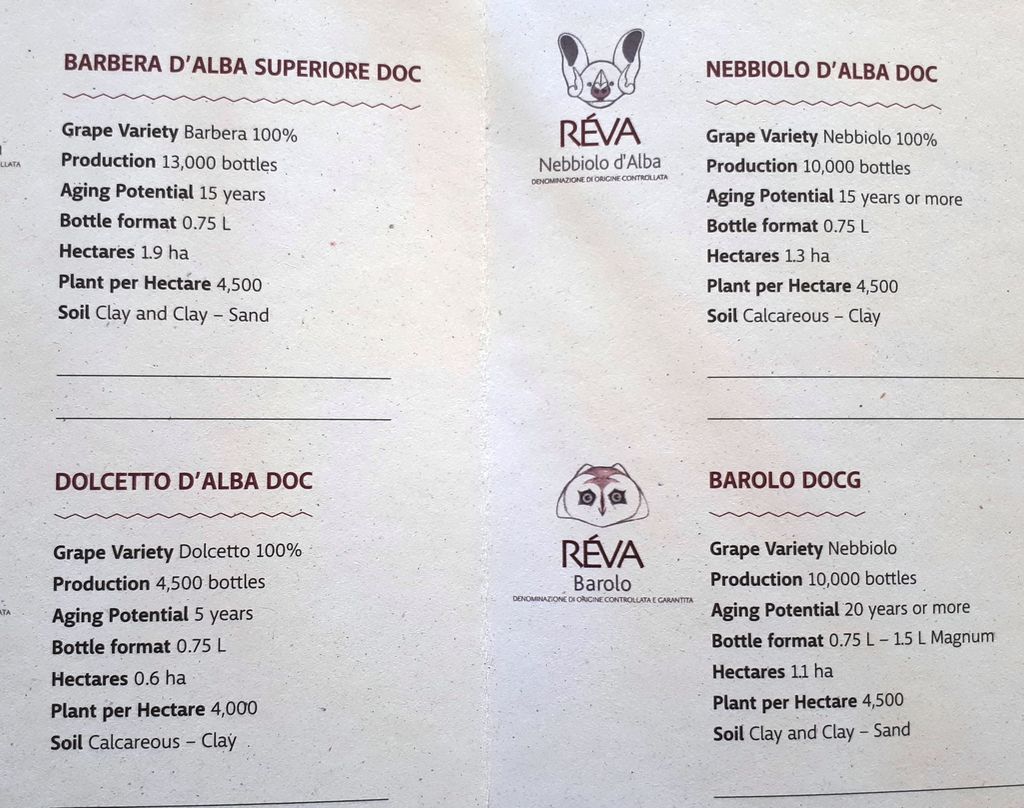 BARBERA D'ALBA SUPERIORE DOC
Grape Variety Barbera 100%
Production 13,000 bottles
Aging Potential 15 years
Bottle format 0.75 L
Hectares 1.9 ha
Plant per Hectare 4,500
Soil Clay and Clay – Sand
DOLCETTO D'ALBA DOC
Grape Variety Dolcetto 100%
Production 4,500 bottles
Aging Potential 5 years
Bottle format 0.75 L
Hectares 0.6 ha
Plant per Hectare 4,000
Soil Calcareous – Clay
RÉVA
Nebbiolo d'Alba
DENOMINAZIONE DI ORIGINE CONTROLLATA
NEBBIOLO D'ALBA DOC
Grape Variety Nebbiolo 100%
Production 10,000 bottles
Aging Potential 15 years or more
Bottle format 0.75 L
Hectares 1.3 ha
Plant per Hectare 4,500
Soil Calcareous – Clay
RÉVA
Barolo
DENOMINAZIONE DI ORIGINE CONTROLLATA E GARANTITA
BAROLO DOCG
Grape Variety Nebbiolo
Production 10,000 bottles
Aging Potential 20 years or more
Bottle format 0.75 L – 1.5 L Magnum
Hectares 1.1 ha
Plant per Hectare 4,500
Soil Clay and Clay – Sand